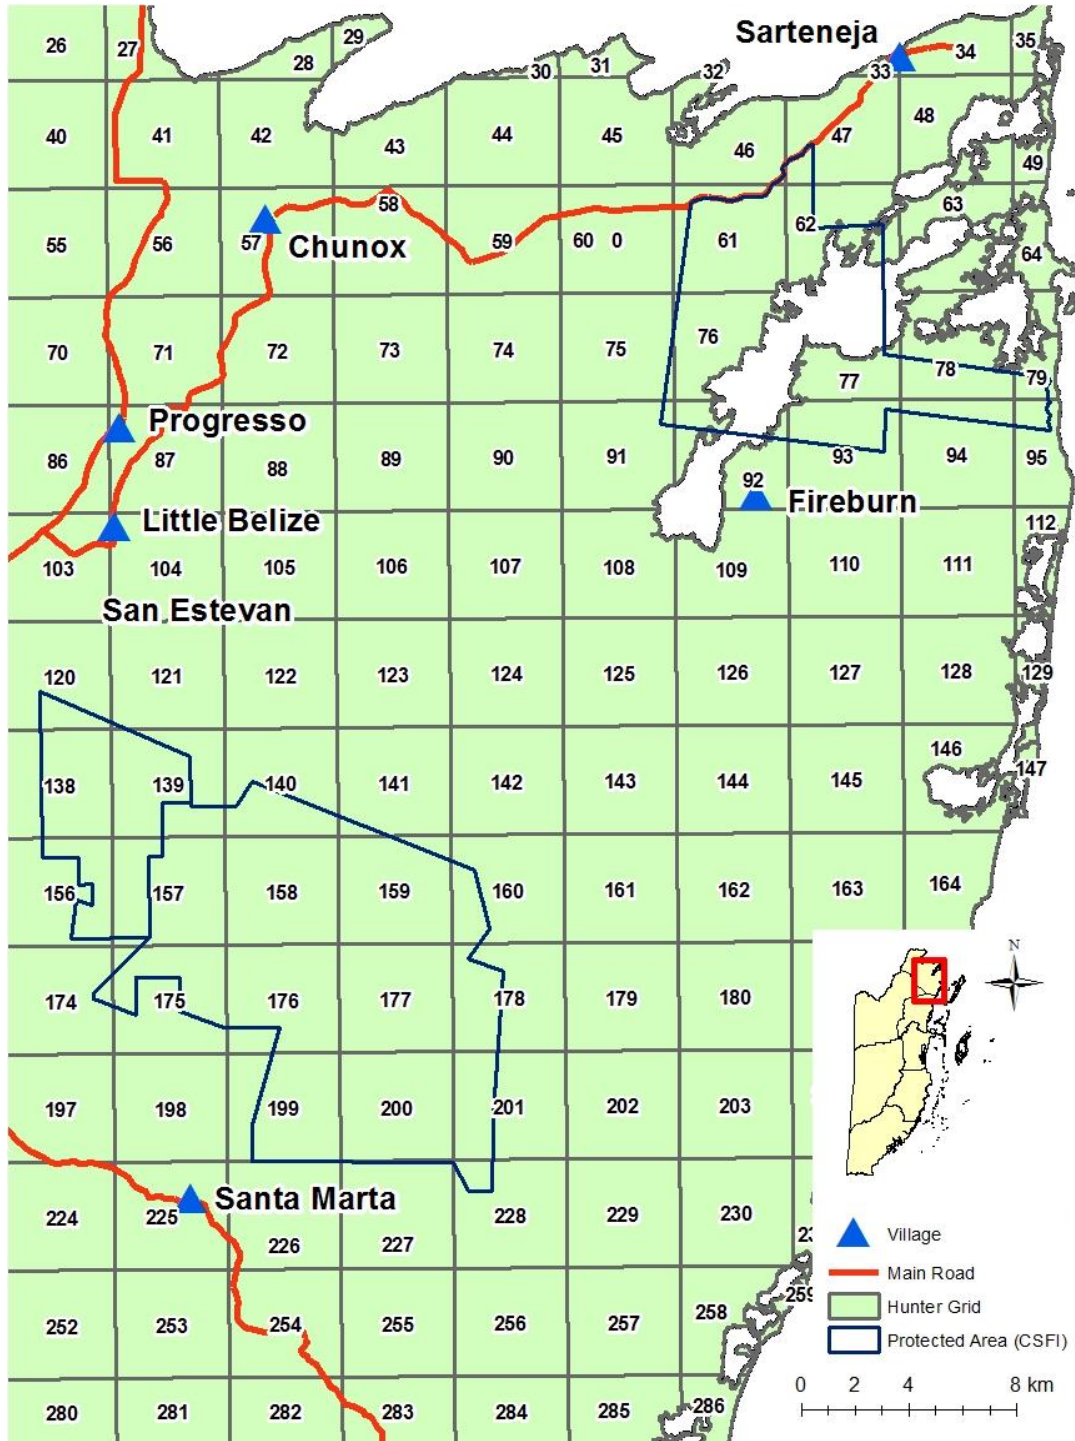 Sarteneja
26 27 28 29 30 31 32 33 34 35
40 41 42 43 44 45 46 47 48 49
55 56 57 58 59 60 0 61 62 63 64
Chunox
70 71 72 73 74 75 76 77 78 79
Progresso
86 87 88 89 90 91 92 93 94 95
Fireburn
Little Belize
103 104 105 106 107 108 109 110 111 112
San Estevan
120 121 122 123 124 125 126 127 128 129
138 139 140 141 142 143 144 145 146 147
156 157 158 159 160 161 162 163 164
174 175 176 177 178 179 180
N
197 198 199 200 201 202 203
Santa Marta
224 225 226 227 228 229 230 23
252 253 254 255 256 257 258 259
280 281 282 283 284 285 286
Village
Main Road
Hunter Grid
Protected Area (CSFI)
0 2 4 8 km